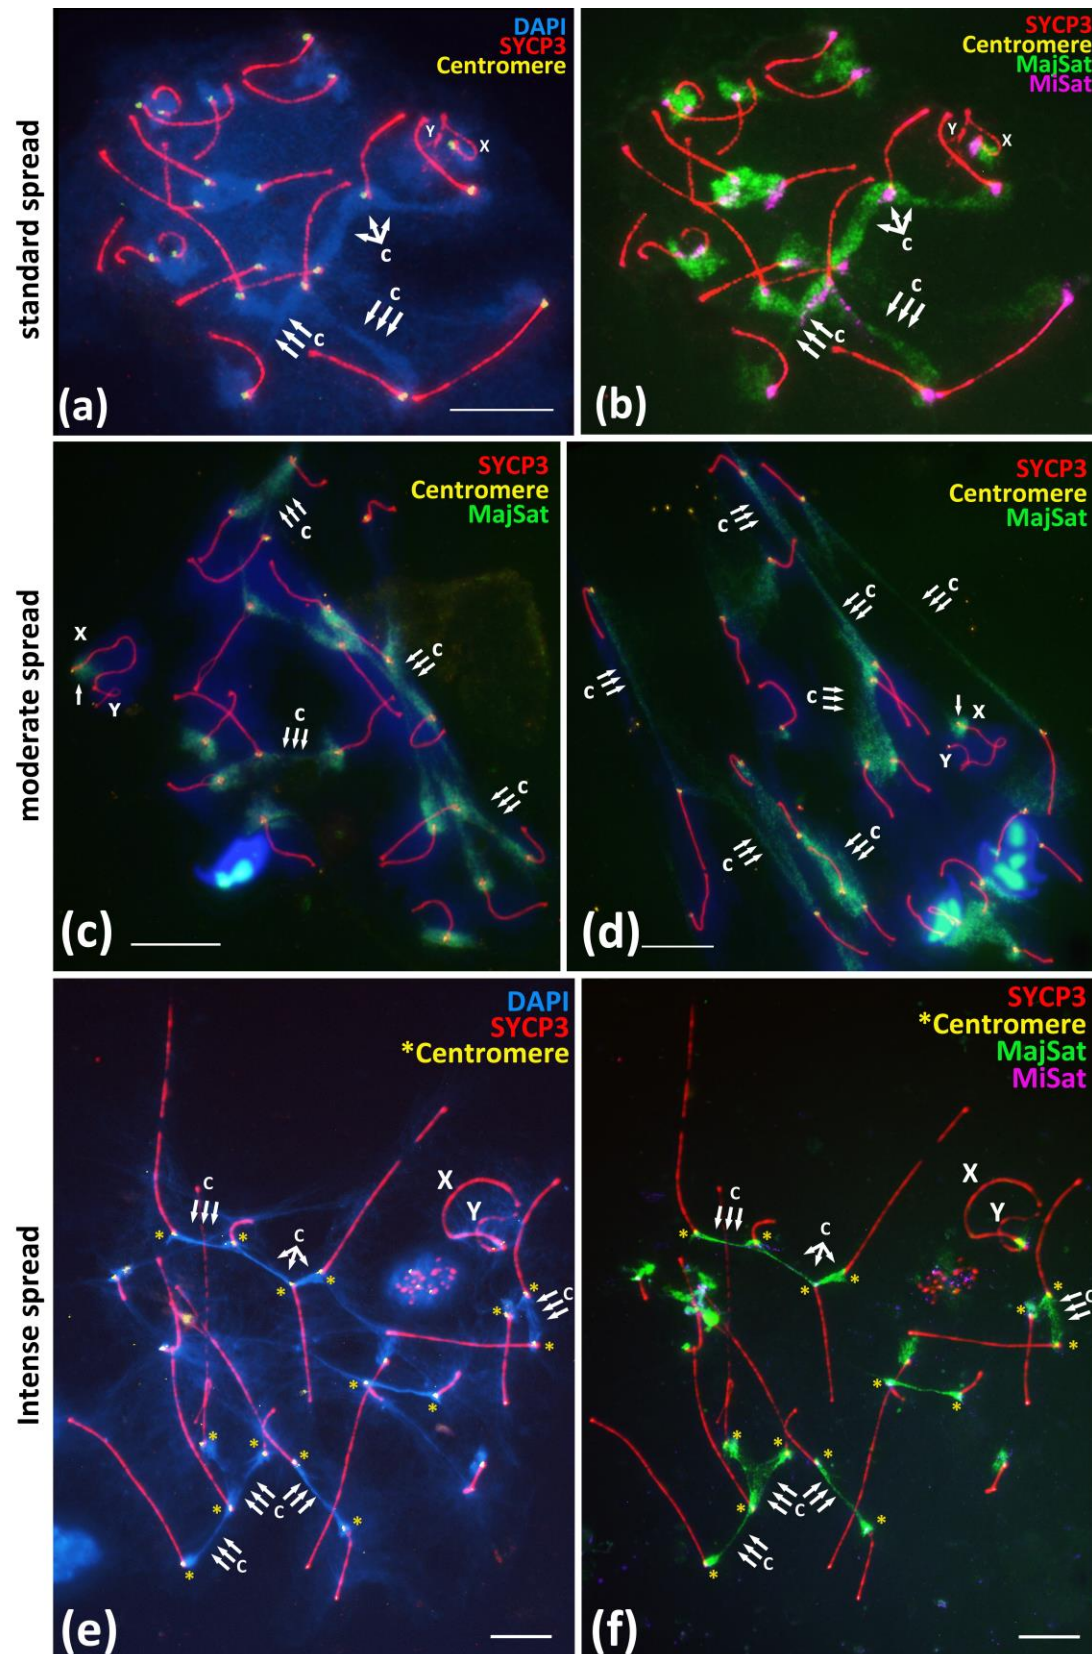 standard spread
DAPI
SYCP3
Centromere
Y
X
C
C
C
(a)
SYCP3
Centromere
MajSat
MiSat
Y
X
C
C
C
(b)
moderate spread
SYCP3
Centromere
MajSat
C
X
Y
C
C
C
(c)
SYCP3
Centromere
MajSat
C
C
C
C
C
X
Y
C
C
(d)
Intense spread
DAPI
SYCP3
*Centromere
C
C
X
Y
C
* * * * * * * * * * * * *
C
C
(e)
SYCP3
*Centromere
MajSat
MiSat
C
C
X
Y
C
* * * * * * * * * * * * *
C
C
(f)